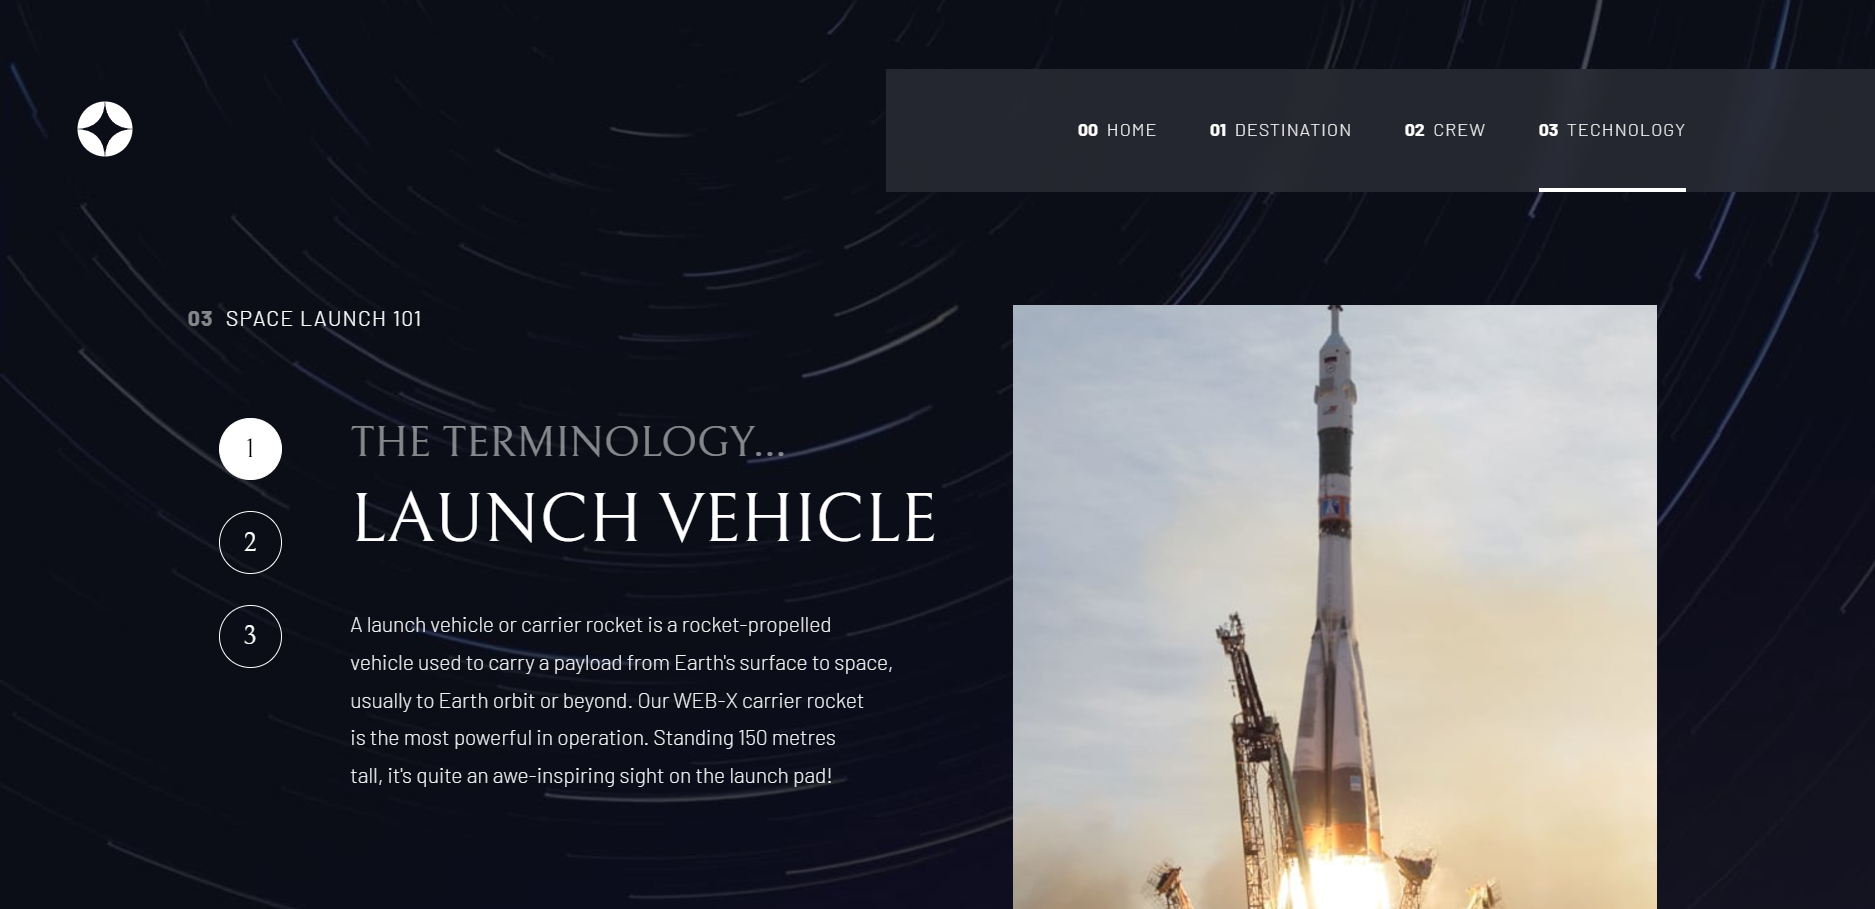 00 HOME 01 DESTINATION 02 CREW 03 TECHNOLOGY
03 SPACE LAUNCH 101
1
2
3
THE TERMINOLOGY...
LAUNCH VEHICLE
A launch vehicle or carrier rocket is a rocket-propelled
vehicle used to carry a payload from Earth's surface to space,
usually to Earth orbit or beyond. Our WEB-X carrier rocket
is the most powerful in operation. Standing 150 metres
tall, it's quite an awe-inspiring sight on the launch pad!